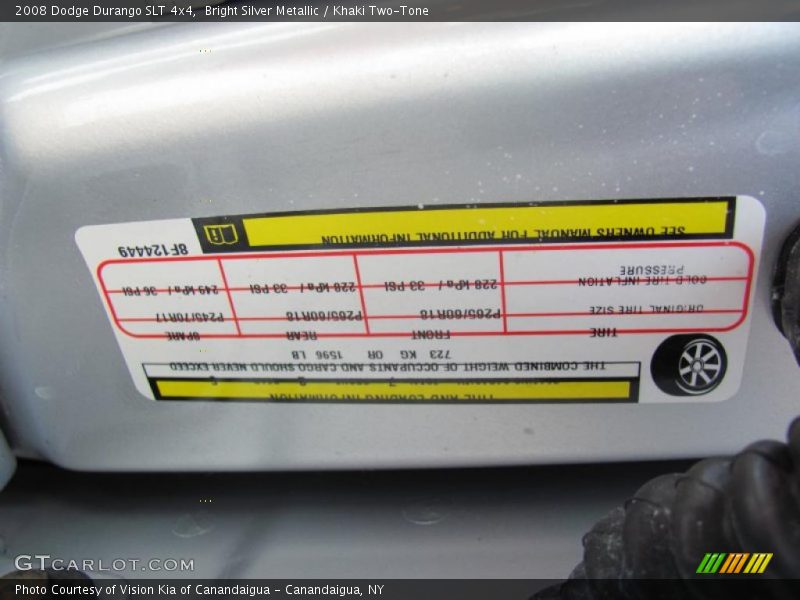 2008 Dodge Durango SLT 4x4, Bright Silver Metallic / Khaki Two-Tone
TIRE AND LOADING INFORMATION
THE COMBINED WEIGHT OF OCCUPANTS AND CARGO SHOULD NEVER EXCEED
723 KG OR 1596 LB
TIRE FRONT REAR SPARE
ORIGINAL TIRE SIZE P265/60R18 P265/60R18 P245/70R17
COLD TIRE INFLATION PRESSURE 228 kPa / 33 PSI 228 kPa / 33 PSI 249 kPa / 36 PSI
SEE OWNERS MANUAL FOR ADDITIONAL INFORMATION
8F124449
GTCARLOT.COM
Photo Courtesy of Vision Kia of Canandaigua - Canandaigua, NY